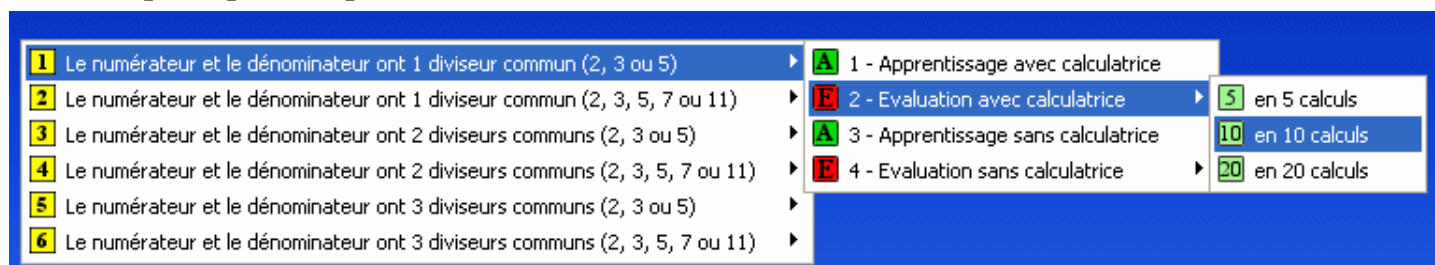 1 Le numérateur et le dénominateur ont 1 diviseur commun (2, 3 ou 5)
2 Le numérateur et le dénominateur ont 1 diviseur commun (2, 3, 5, 7 ou 11)
3 Le numérateur et le dénominateur ont 2 diviseurs communs (2, 3 ou 5)
4 Le numérateur et le dénominateur ont 2 diviseurs communs (2, 3, 5, 7 ou 11)
5 Le numérateur et le dénominateur ont 3 diviseurs communs (2, 3 ou 5)
6 Le numérateur et le dénominateur ont 3 diviseurs communs (2, 3, 5, 7 ou 11)
A 1 - Apprentissage avec calculatrice
E 2 - Evaluation avec calculatrice
A 3 - Apprentissage sans calculatrice
E 4 - Evaluation sans calculatrice
5 en 5 calculs
10 en 10 calculs
20 en 20 calculs